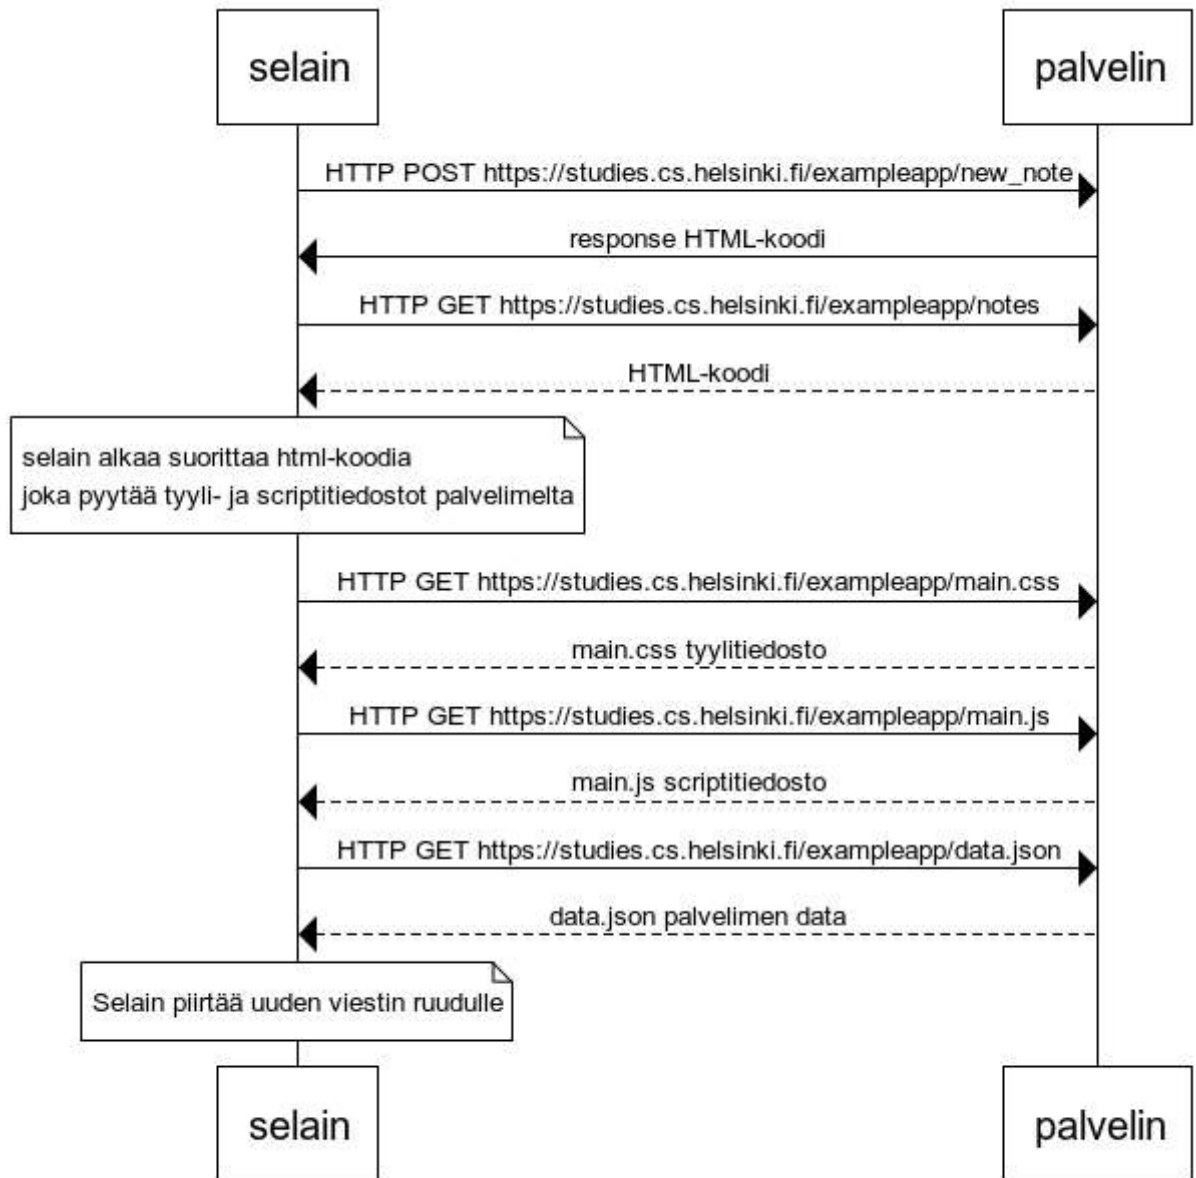 selain
palvelin
HTTP POST https://studies.cs.helsinki.fi/exampleapp/new_note
response HTML-koodi
HTTP GET https://studies.cs.helsinki.fi/exampleapp/notes
HTML-koodi
selain alkaa suorittaa html-koodia
joka pyytää tyyli- ja scriptitiedostot palvelimelta
HTTP GET https://studies.cs.helsinki.fi/exampleapp/main.css
main.css tyylitiedosto
HTTP GET https://studies.cs.helsinki.fi/exampleapp/main.js
main.js scriptitiedosto
HTTP GET https://studies.cs.helsinki.fi/exampleapp/data.json
data.json palvelimen data
Selain piirtää uuden viestin ruudulle
selain
palvelin